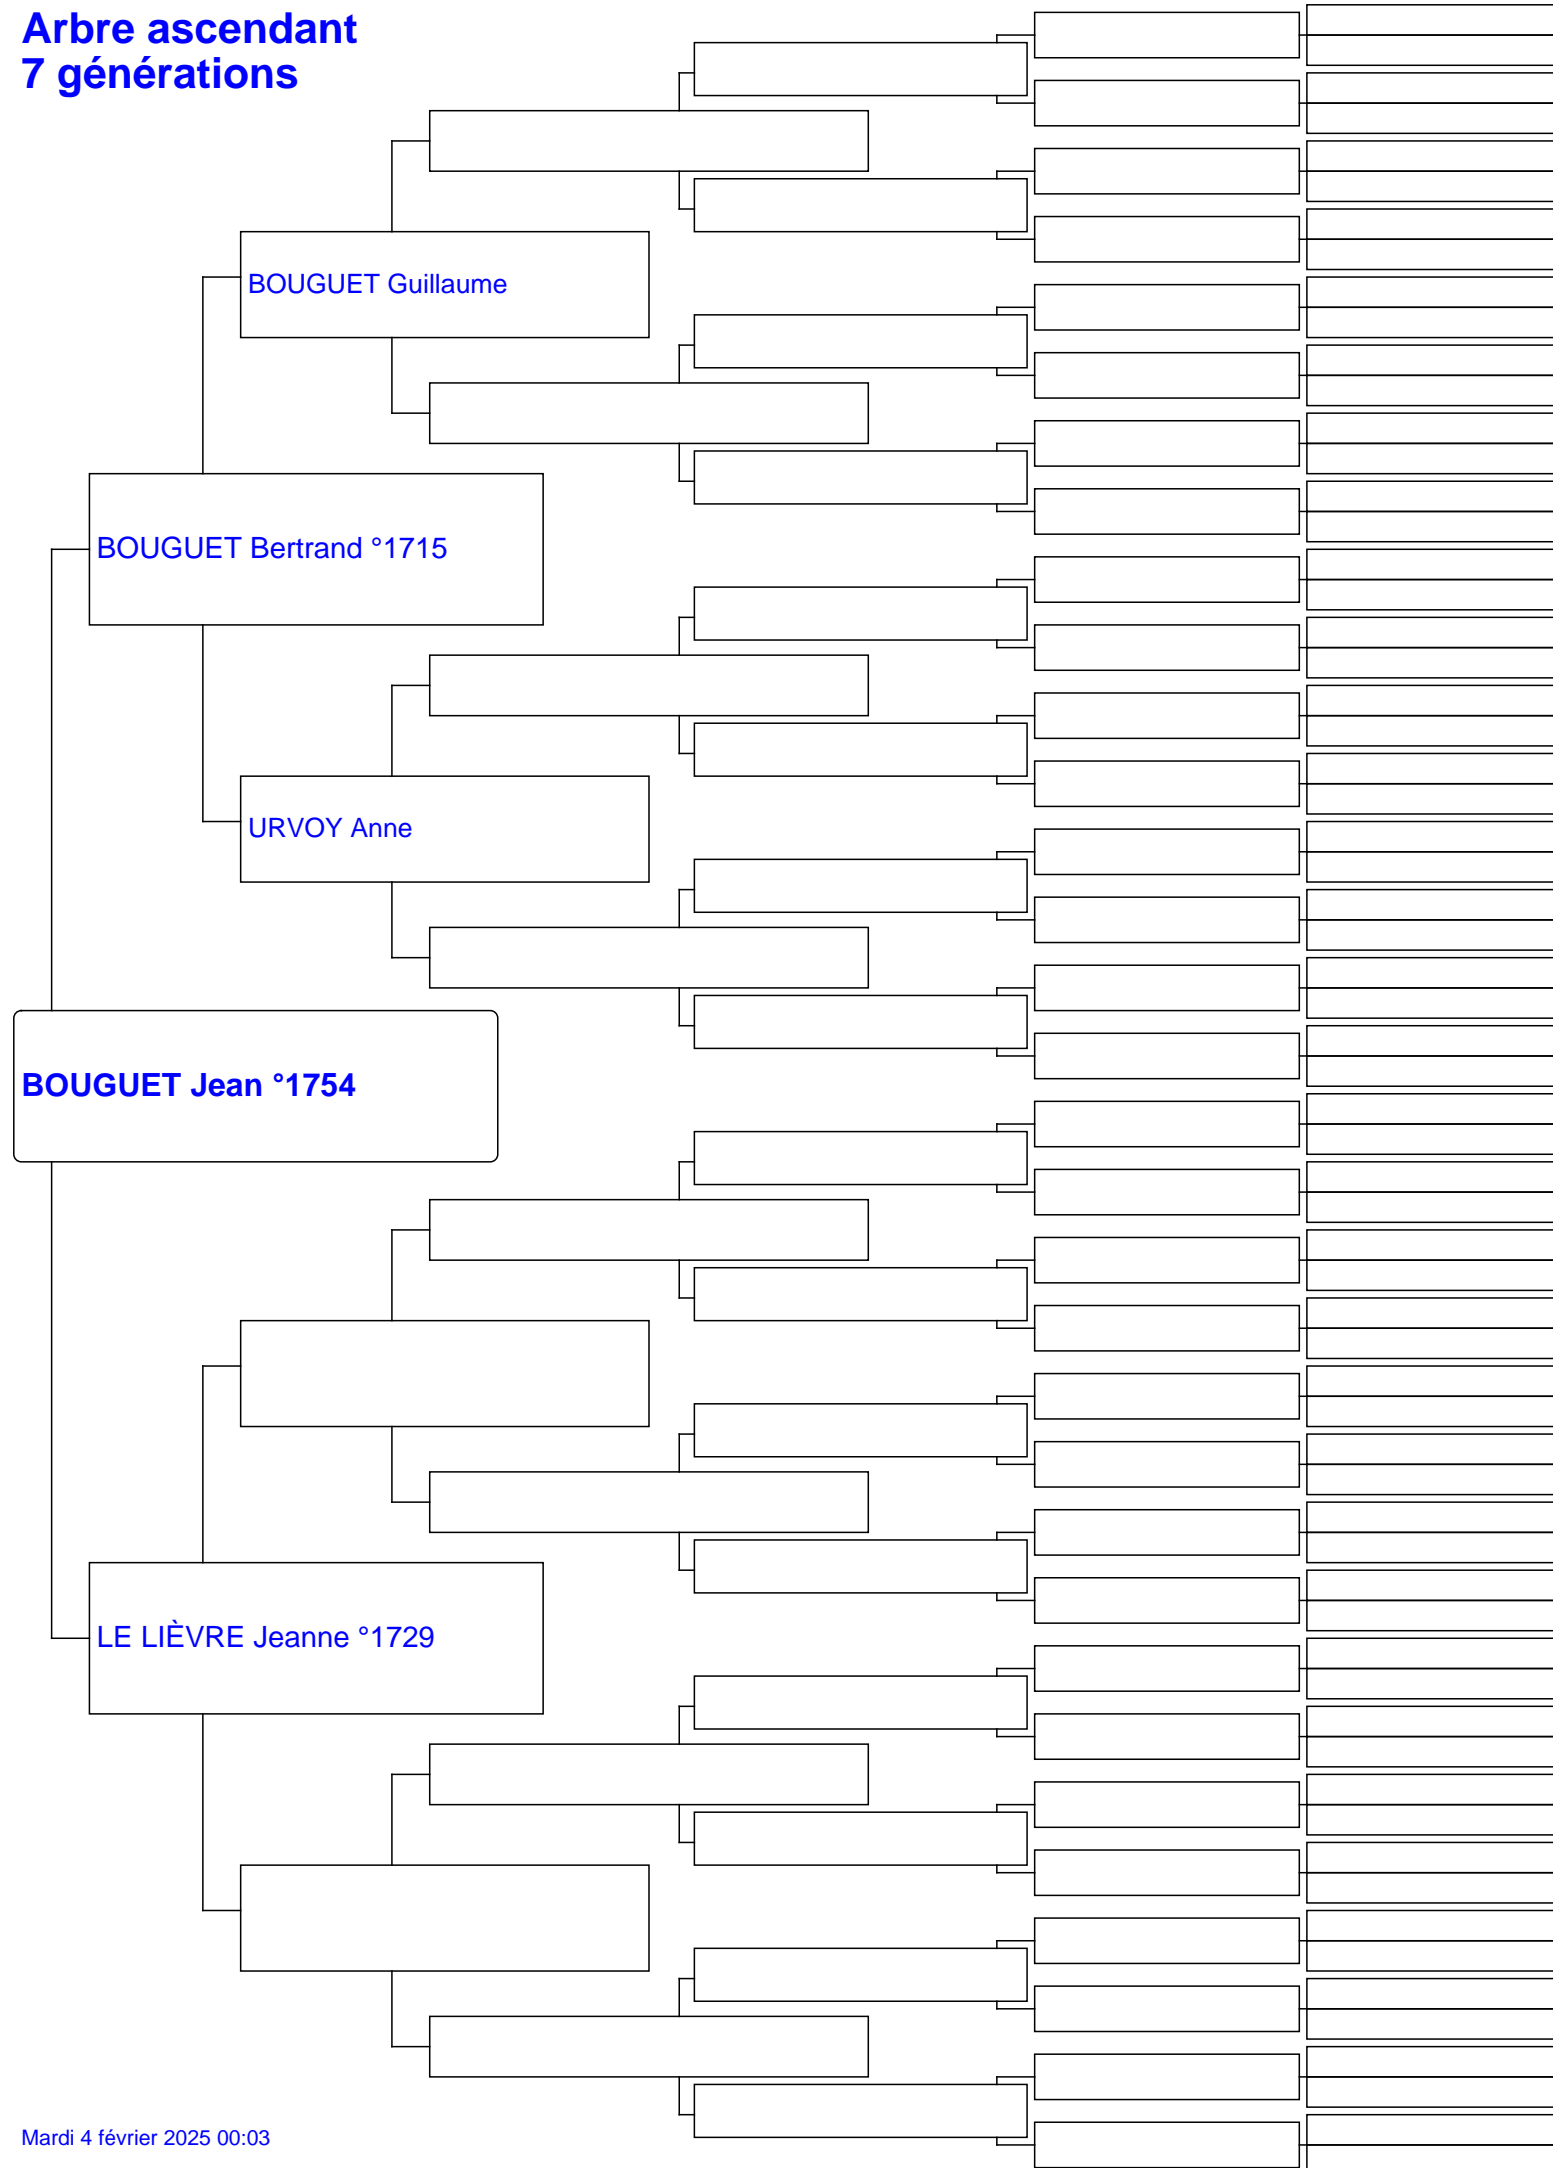 Arbre ascendant
7 générations
BOUGUET Guillaume
BOUGUET Bertrand °1715
URVOY Anne
BOUGUET Jean °1754
LE LIÈVRE Jeanne °1729
Mardi 4 février 2025 00:03